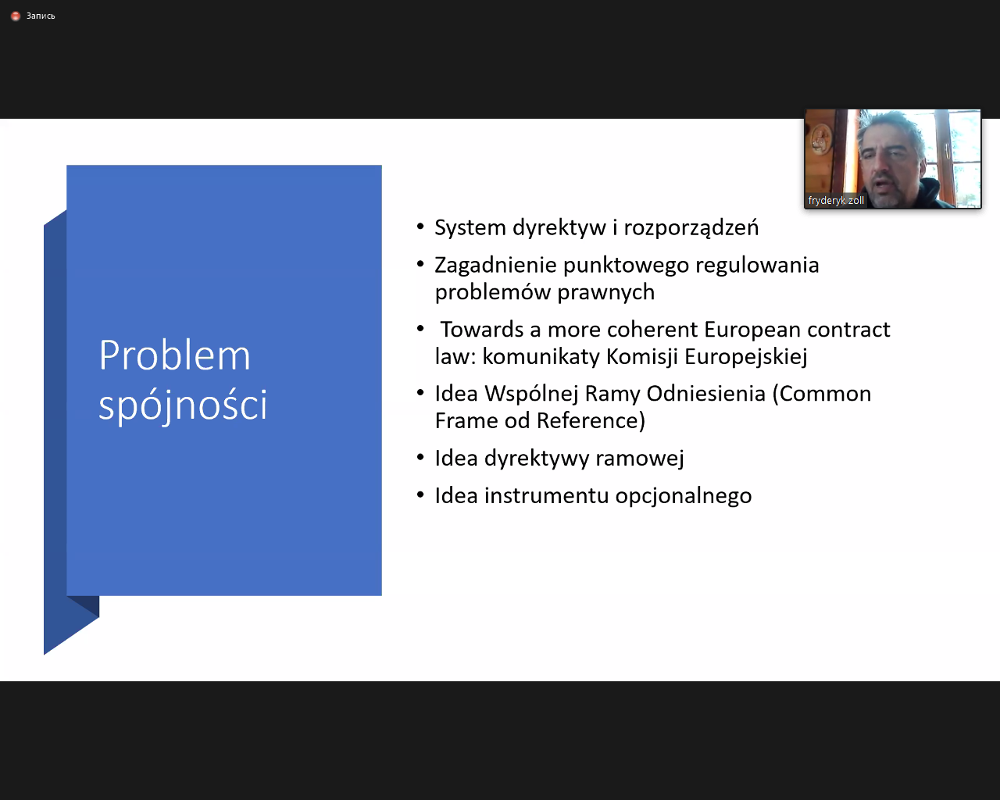 Запись
fryderyk zoll
Problem
spójności
• System dyrektyw i rozporządzeń
• Zagadnienie punktowego regulowania
problemów prawnych
• Towards a more coherent European contract
law: komunikaty Komisji Europejskiej
• Idea Wspólnej Ramy Odniesienia (Common
Frame od Reference)
• Idea dyrektywy ramowej
• Idea instrumentu opcjonalnego